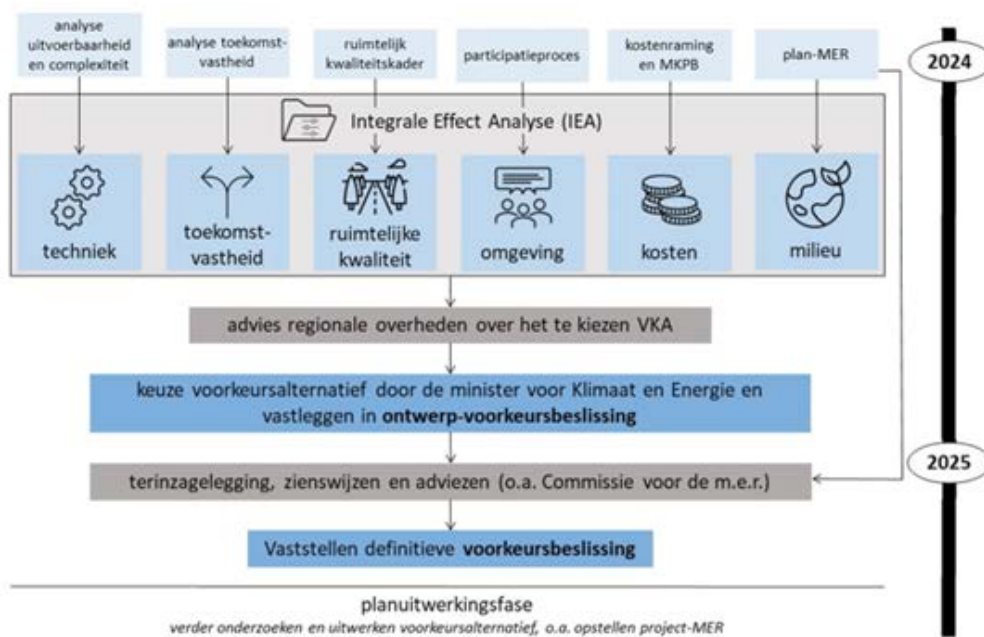 analyse
uitvoerbaarheid
en complexiteit
analyse toekomst-
vastheid
ruimtelijk
kwaliteitskader
participatieproces
kostenraming
en MKPB
plan-MER
2024
Integrale Effect Analyse (IEA)
techniek
toekomst-
vastheid
ruimtelijke
kwaliteit
omgeving
kosten
milieu
advies regionale overheden over het te kiezen VKA
keuze voorkeursalternatief door de minister voor Klimaat en Energie en
vastleggen in ontwerp-voorkeursbeslissing
2025
terinzagelegging, zienswijzen en adviezen (o.a. Commissie voor de m.e.r.)
Vaststellen definitieve voorkeursbeslissing
planuitwerkingsfase
verder onderzoeken en uitwerken voorkeursalternatief, o.a. opstellen project-MER